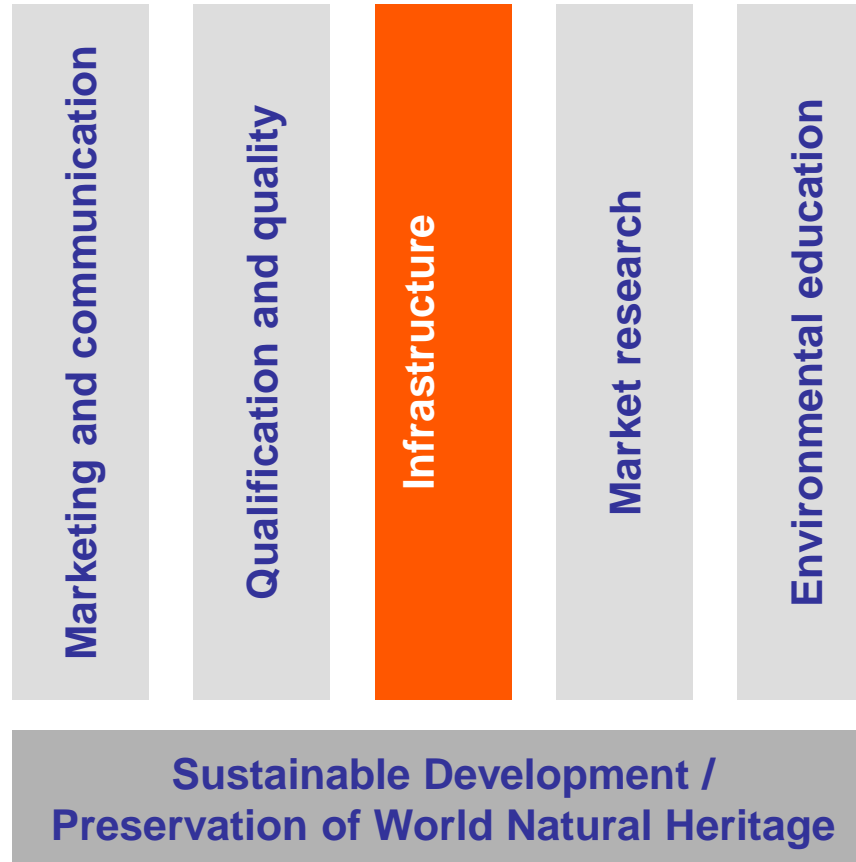 Marketing and communication
Qualification and quality
Infrastructure
Market research
Environmental education
Sustainable Development /
Preservation of World Natural Heritage